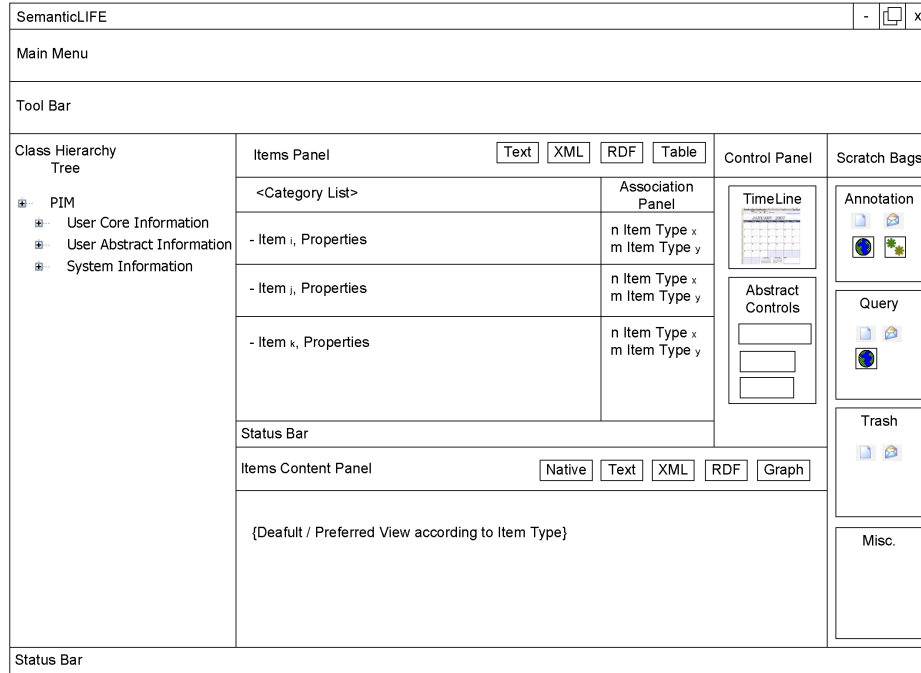 SemanticLIFE
- x
Main Menu
Tool Bar
Class Hierarchy
Tree
PIM
User Core Information
User Abstract Information
System Information
Items Panel
Text XML RDF Table
<Category List>
Association
Panel
- Item i, Properties
n Item Type x
m Item Type y
- Item j, Properties
n Item Type x
m Item Type y
- Item k, Properties
n Item Type x
m Item Type y
Status Bar
Control Panel
TimeLine
Abstract
Controls
Scratch Bags
Annotation
Query
Trash
Misc.
Items Content Panel
Native Text XML RDF Graph
{Deafult / Preferred View according to Item Type}
Status Bar